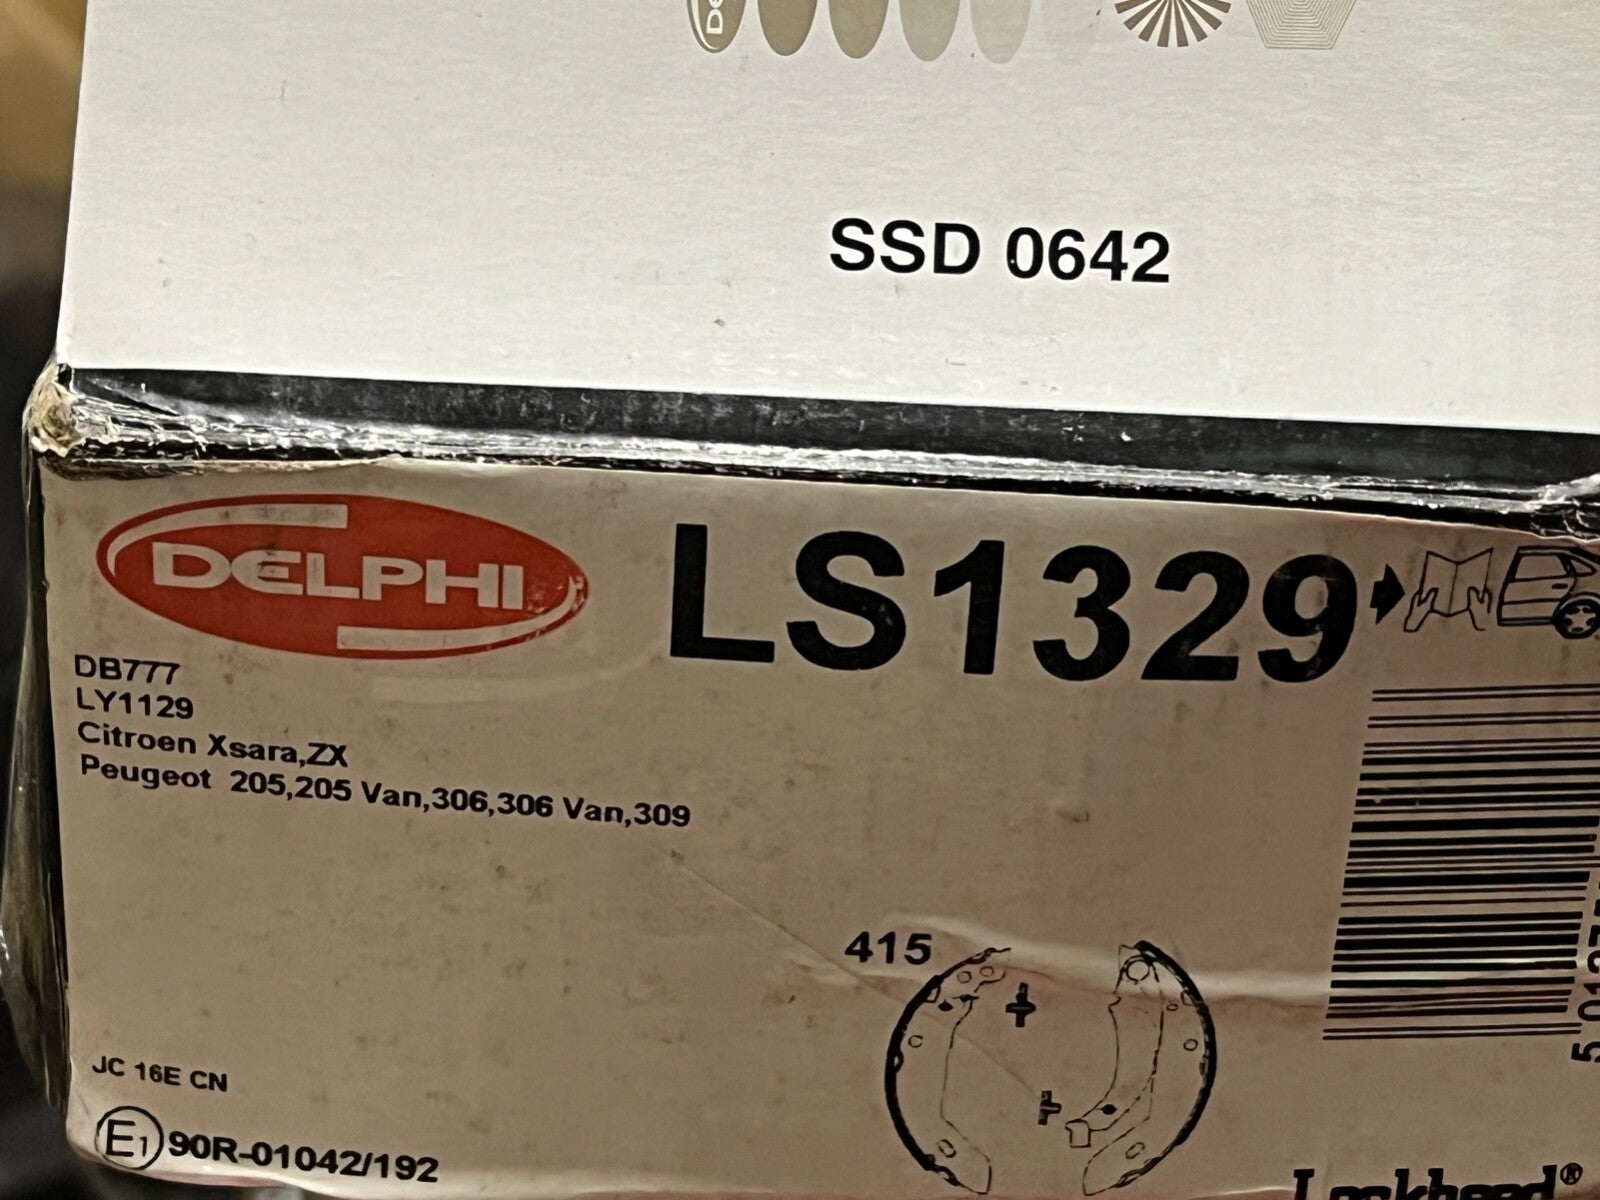 SSD 0642
DELPHI
LS1329
DB777
LY1129
Citroen Xsara,ZX
Peugeot 205,205 Van,306,306 Van,309
415
JC 16E CN
E1 90R-01042/192